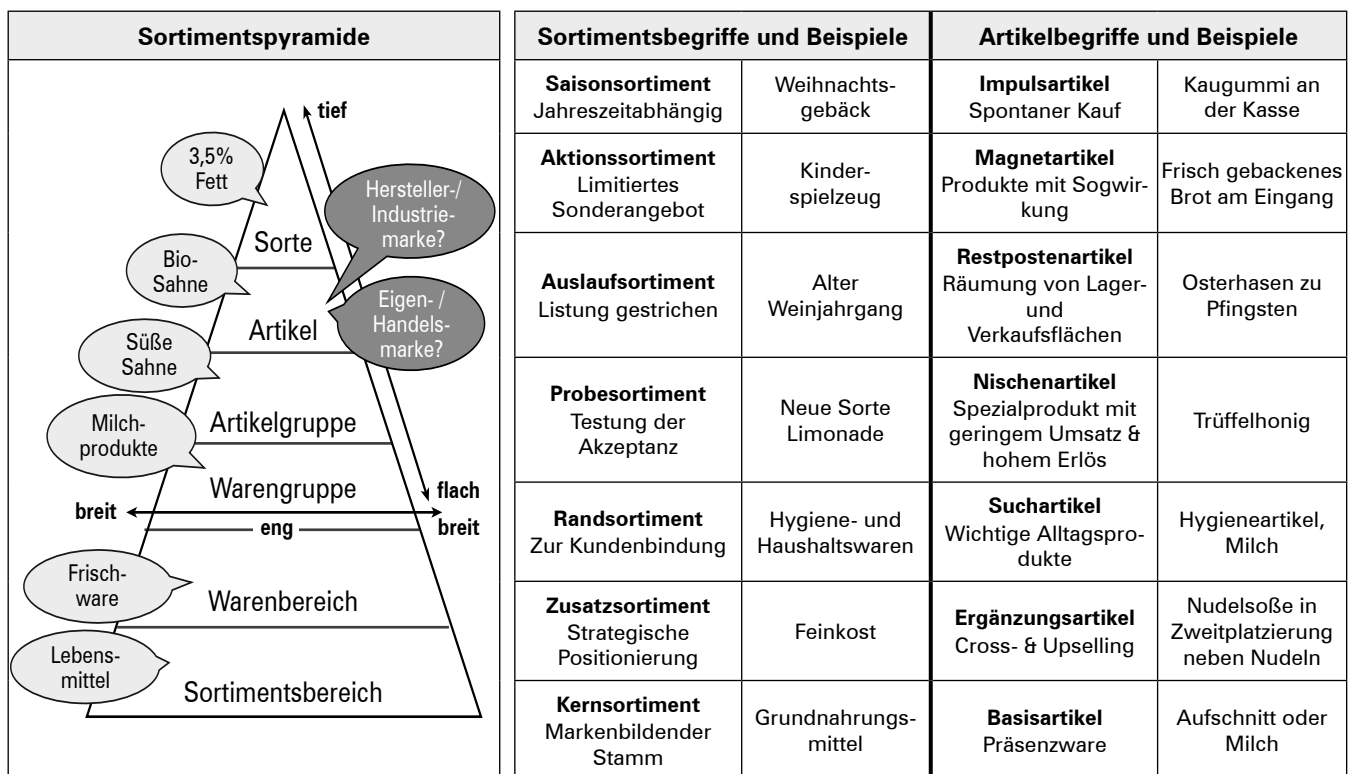 Sortimentspyramide
tief
3,5%
Fett
Hersteller-/
Industrie-
marke?
Sorte
Bio-
Sahne
Eigen- /
Handels-
marke?
Artikel
Süße
Sahne
Artikelgruppe
Milch-
produkte
Warengruppe
flach
breit
eng
breit
Frisch-
ware
Warenbereich
Lebens-
mittel
Sortimentsbereich
Sortimentsbegriffe und Beispiele
Artikelbegriffe und Beispiele
Saisonsortiment
Jahreszeitabhängig
Weihnachts-
gebäck
Impulsartikel
Spontaner Kauf
Kaugummi an
der Kasse
Aktionssortiment
Limitiertes
Sonderangebot
Kinder-
spielzeug
Magnetartikel
Produkte mit Sogwir-
kung
Frisch gebackenes
Brot am Eingang
Auslaufsortiment
Listung gestrichen
Alter
Weinjahrgang
Restpostenartikel
Räumung von Lager-
und
Verkaufsflächen
Osterhasen zu
Pfingsten
Probesortiment
Testung der
Akzeptanz
Neue Sorte
Limonade
Nischenartikel
Spezialprodukt mit
geringem Umsatz &
hohem Erlös
Trüffelhonig
Randsortiment
Zur Kundenbindung
Hygiene- und
Haushaltswaren
Suchartikel
Wichtige Alltagspro-
dukte
Hygieneartikel,
Milch
Zusatzsortiment
Strategische
Positionierung
Feinkost
Ergänzungsartikel
Cross- & Upselling
Nudelsoße in
Zweitplatzierung
neben Nudeln
Kernsortiment
Markenbildender
Stamm
Grundnahrungs-
mittel
Basisartikel
Präsenzware
Aufschnitt oder
Milch